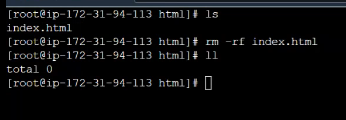 [root@ip-172-31-94-113 html]# ls
index.html
[root@ip-172-31-94-113 html]# rm -rf index.html
[root@ip-172-31-94-113 html]# ll
total 0
[root@ip-172-31-94-113 html]#